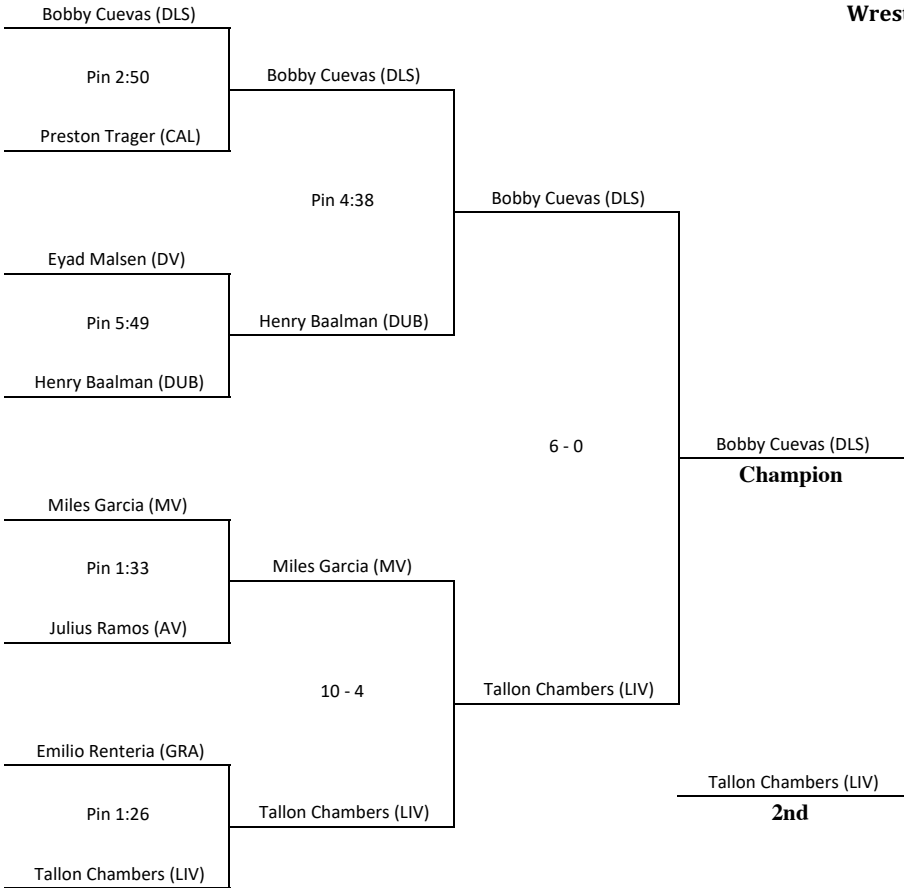 Bobby Cuevas (DLS)
Pin 2:50
Preston Trager (CAL)
Eyad Malsen (DV)
Pin 5:49
Henry Baalman (DUB)
Miles Garcia (MV)
Pin 1:33
Julius Ramos (AV)
Emilio Renteria (GRA)
Pin 1:26
Tallon Chambers (LIV)
Bobby Cuevas (DLS)
Pin 4:38
Henry Baalman (DUB)
Miles Garcia (MV)
10 - 4
Tallon Chambers (LIV)
Bobby Cuevas (DLS)
6 - 0
Tallon Chambers (LIV)
Wrest
Bobby Cuevas (DLS)
Champion
Tallon Chambers (LIV)
2nd